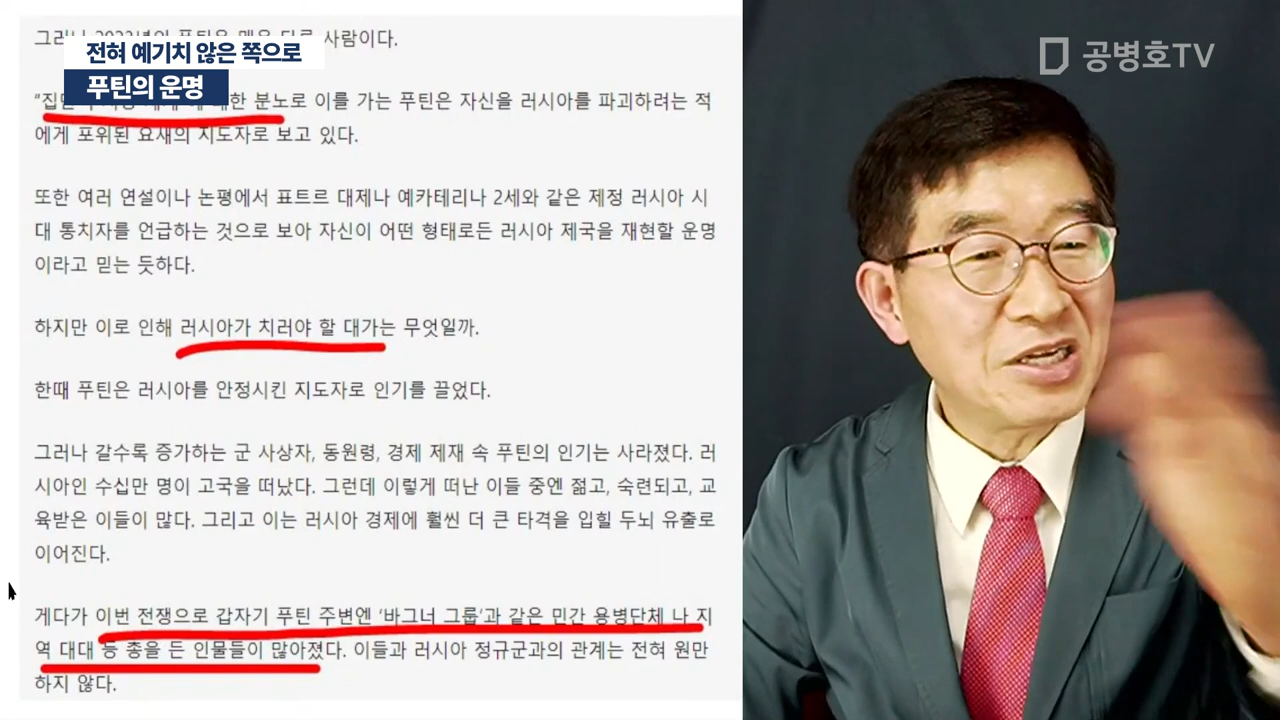 그러나
사람이다.
전혀 예기치 않은 쪽으로
푸틴의 운명
공병호TV
분노로 이를 가는 푸틴은 자신을 러시아를 파괴하려는 적
에게 포위된 요새의 지도자로 보고 있다.
또한 여러 연설이나 논평에서 표트르 대제나 예카테리나 2세와 같은 제정 러시아 시
대 통치자를 언급하는 것으로 보아 자신이 어떤 형태로든 러시아 제국을 재현할 운명
이라고 믿는 듯하다.
하지만 이로 인해 러시아가 치러야 할 대가는 무엇일까.
한때 푸틴은 러시아를 안정시킨 지도자로 인기를 끌었다.
그러나 갈수록 증가하는 군 사상자, 동원령, 경제 제재 속 푸틴의 인기는 사라졌다. 러
시아인 수십만 명이 고국을 떠났다. 그런데 이렇게 떠난 이들 중엔 젊고, 숙련되고, 교
육받은 이들이 많다. 그리고 이는 러시아 경제에 훨씬 더 큰 타격을 입힐 두뇌 유출로
이어진다.
게다가 이번 전쟁으로 갑자기 푸틴 주변엔 '바그너 그룹'과 같은 민간 용병단체 나 지
역 대대 등 총을 든 인물들이 많아졌다. 이들과 러시아 정규군과의 관계는 전혀 원만
하지 않다.